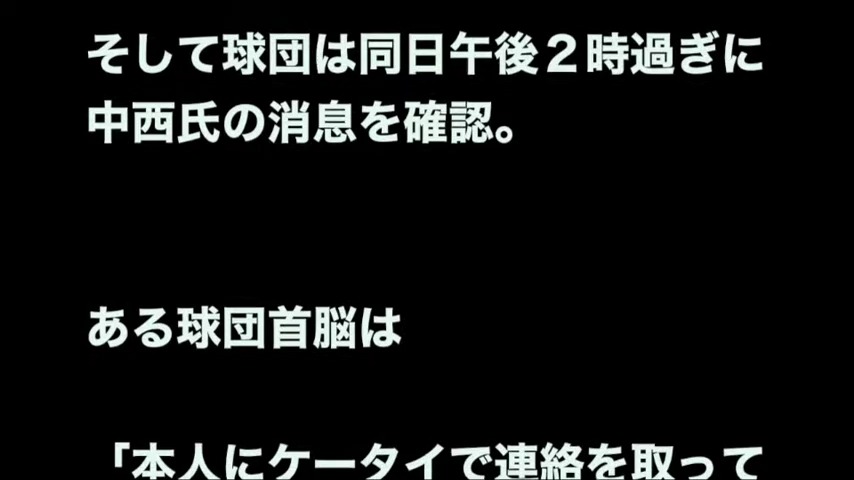 そして球団は同日午後２時過ぎに
中西氏の消息を確認。
ある球団首脳は
「本人にケータイで連絡を取って